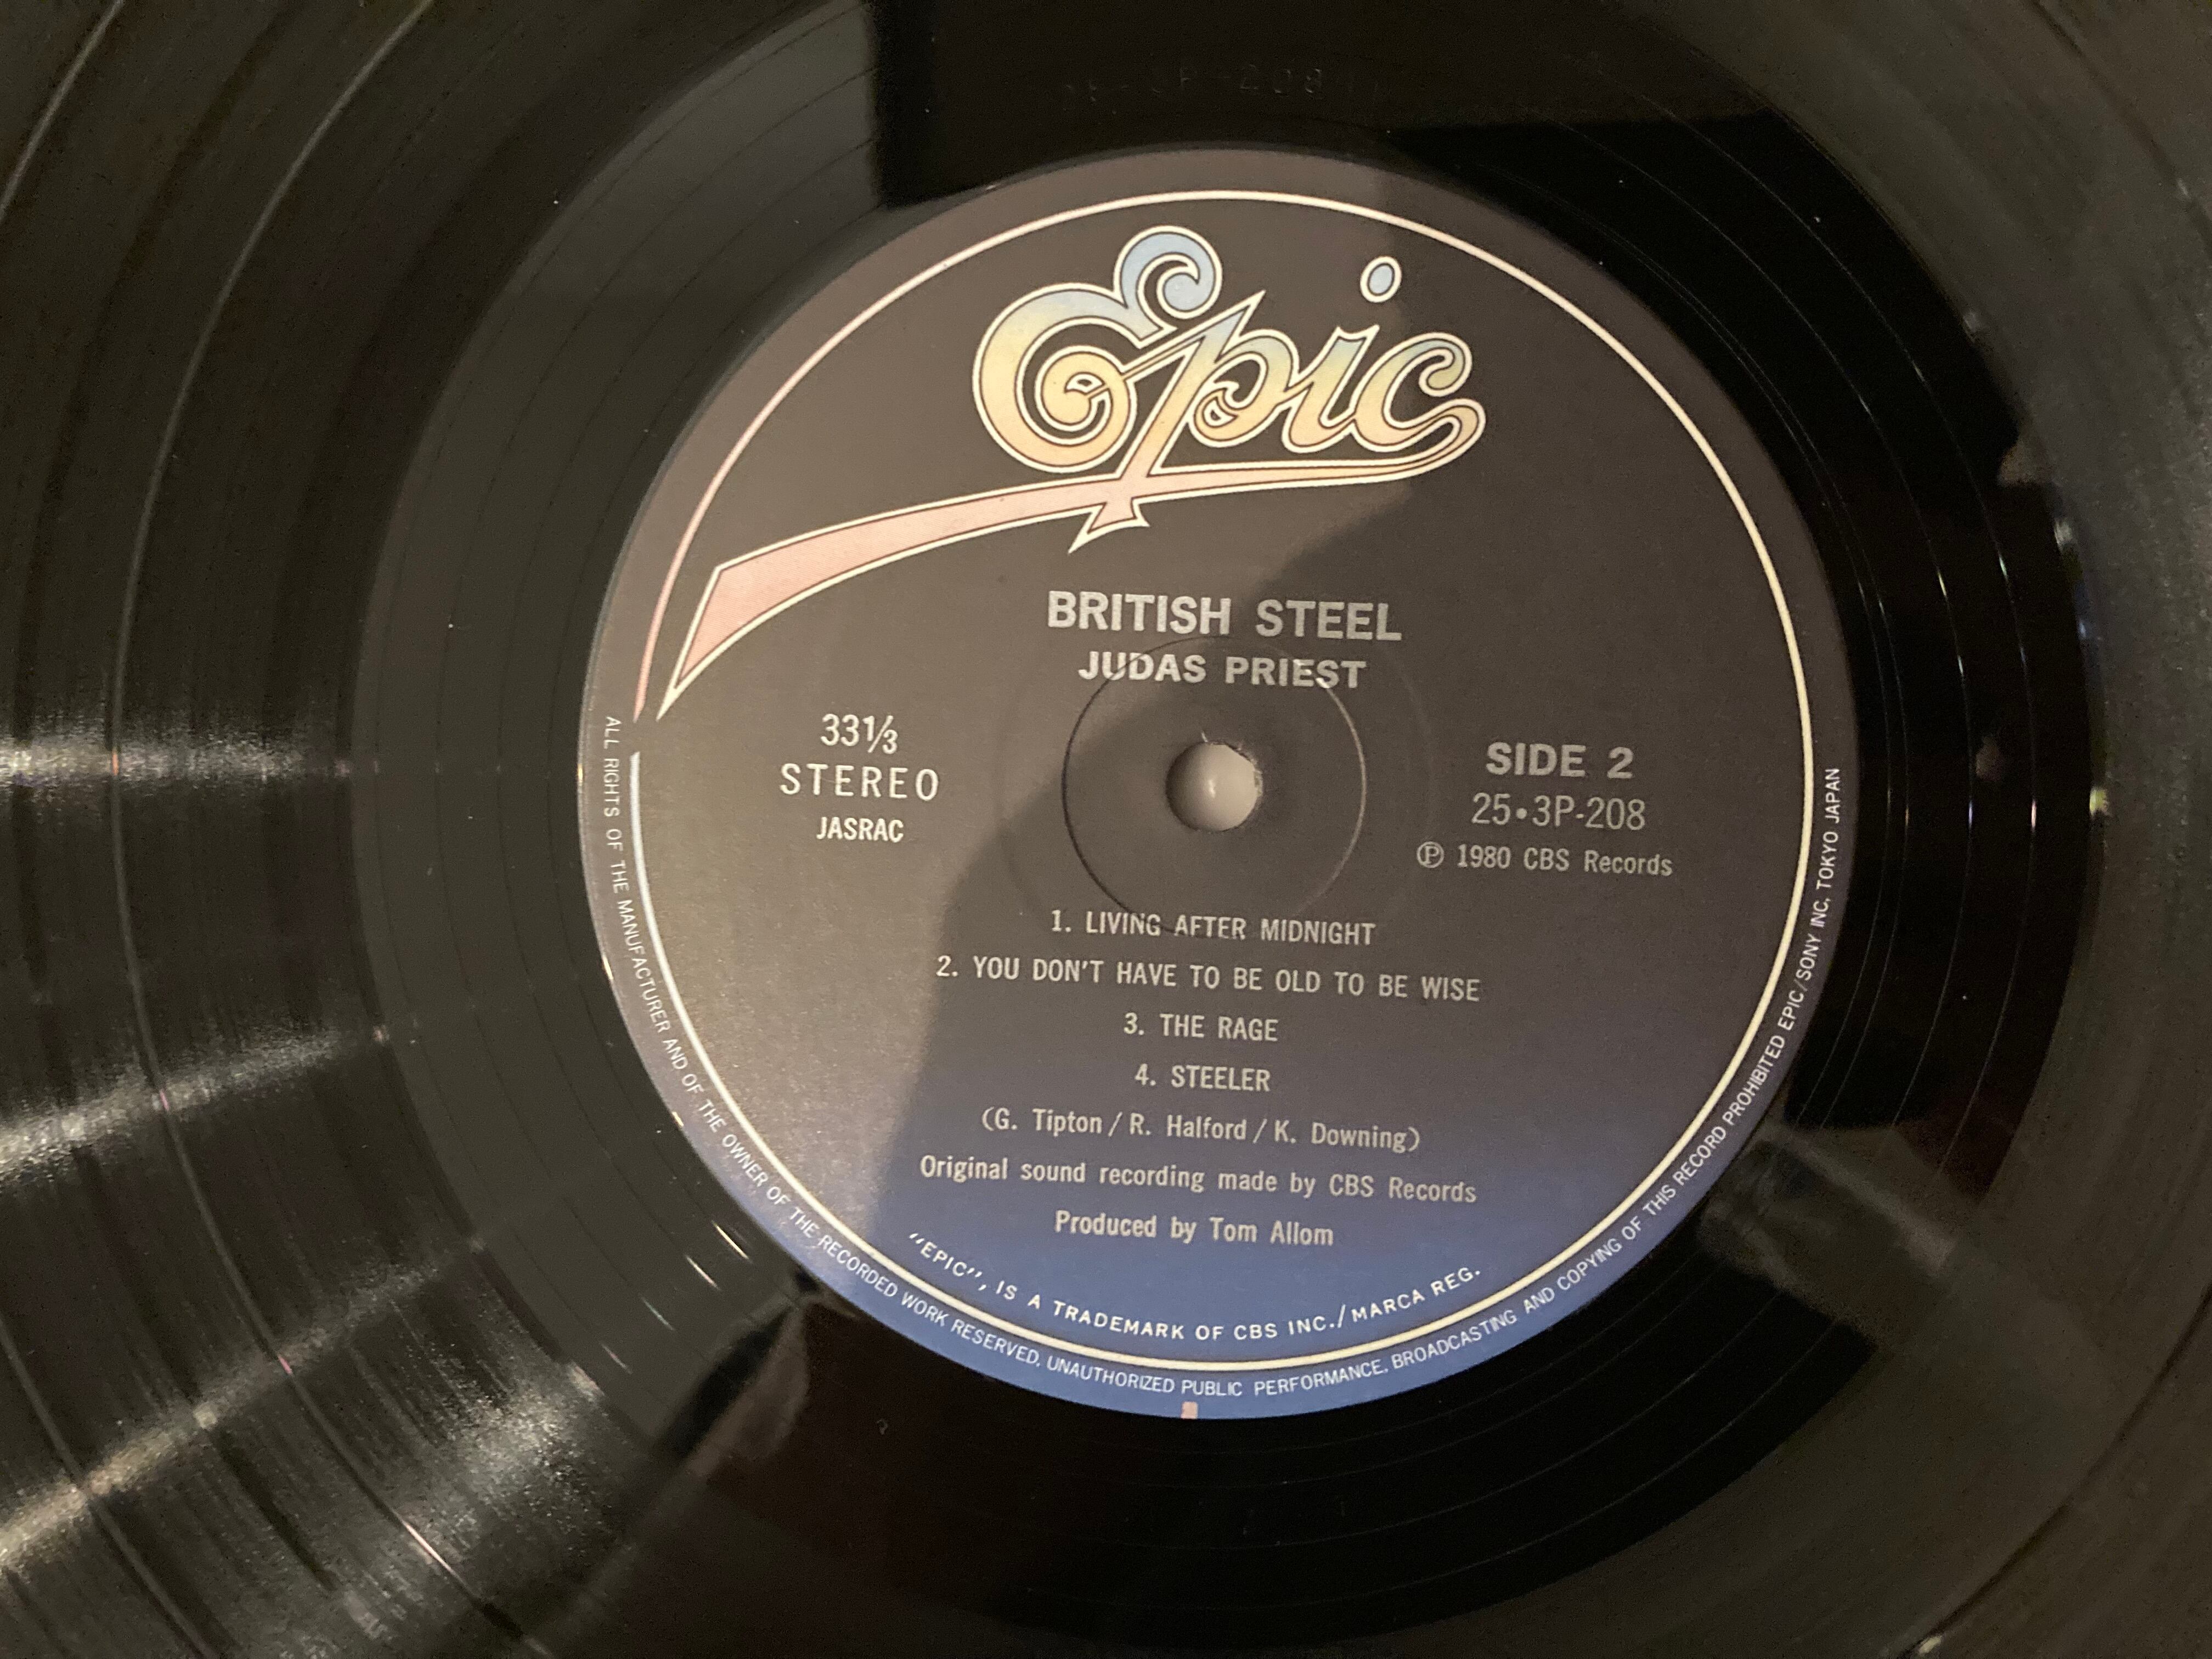 Epic
BRITISH STEEL
JUDAS PRIEST
33⅓
STEREO
JASRAC
SIDE 2
25•3P-208
℗ 1980 CBS Records
1. LIVING AFTER MIDNIGHT
2. YOU DON'T HAVE TO BE OLD TO BE WISE
3. THE RAGE
4. STEELER
(G. Tipton / R. Halford / K. Downing)
Original sound recording made by CBS Records
Produced by Tom Allom
"EPIC", IS A TRADEMARK OF CBS INC./MARCA REG.
ALL RIGHTS OF THE MANUFACTURER AND OF THE OWNER OF THE RECORDED WORK RESERVED. UNAUTHORIZED PUBLIC PERFORMANCE. BROADCASTING AND COPYING OF THIS RECORD PROHIBITED EPIC/SONY INC. TOKYO JAPAN